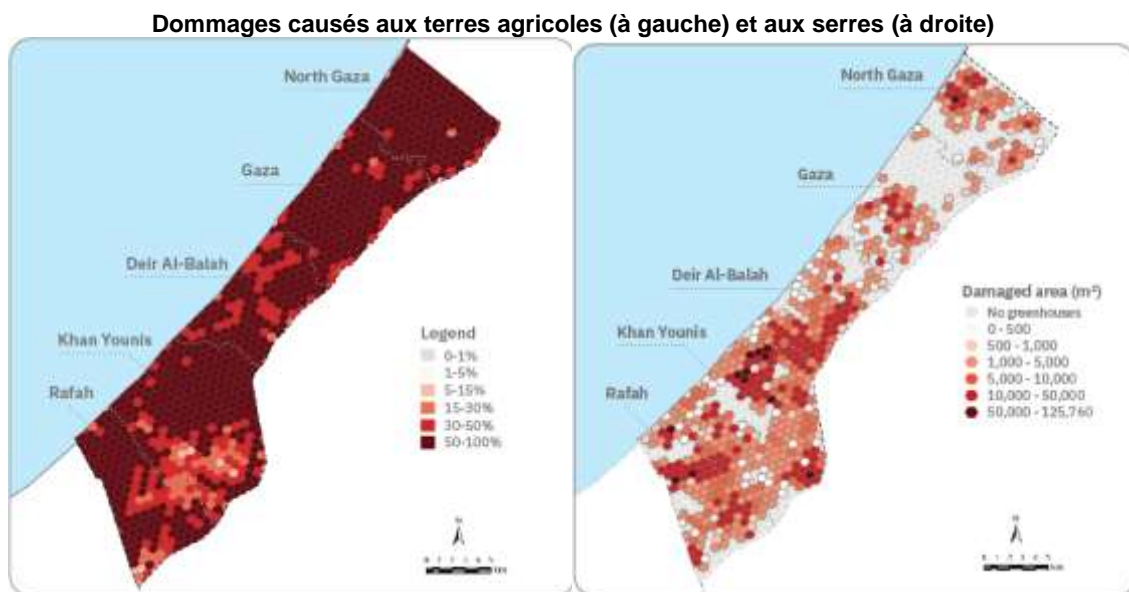 Dommages causés aux terres agricoles (à gauche) et aux serres (à droite)
North Gaza
Gaza
Deir Al-Balah
Khan Younis
Rafah
Legend
0-1%
1-5%
5-15%
15-30%
30-50%
50-100%
N
North Gaza
Gaza
Deir Al-Balah
Khan Younis
Rafah
Damaged area (m²)
No greenhouses
0 - 500
500 - 1,000
1,000 - 5,000
5,000 - 10,000
10,000 - 50,000
50,000 - 125,760
N